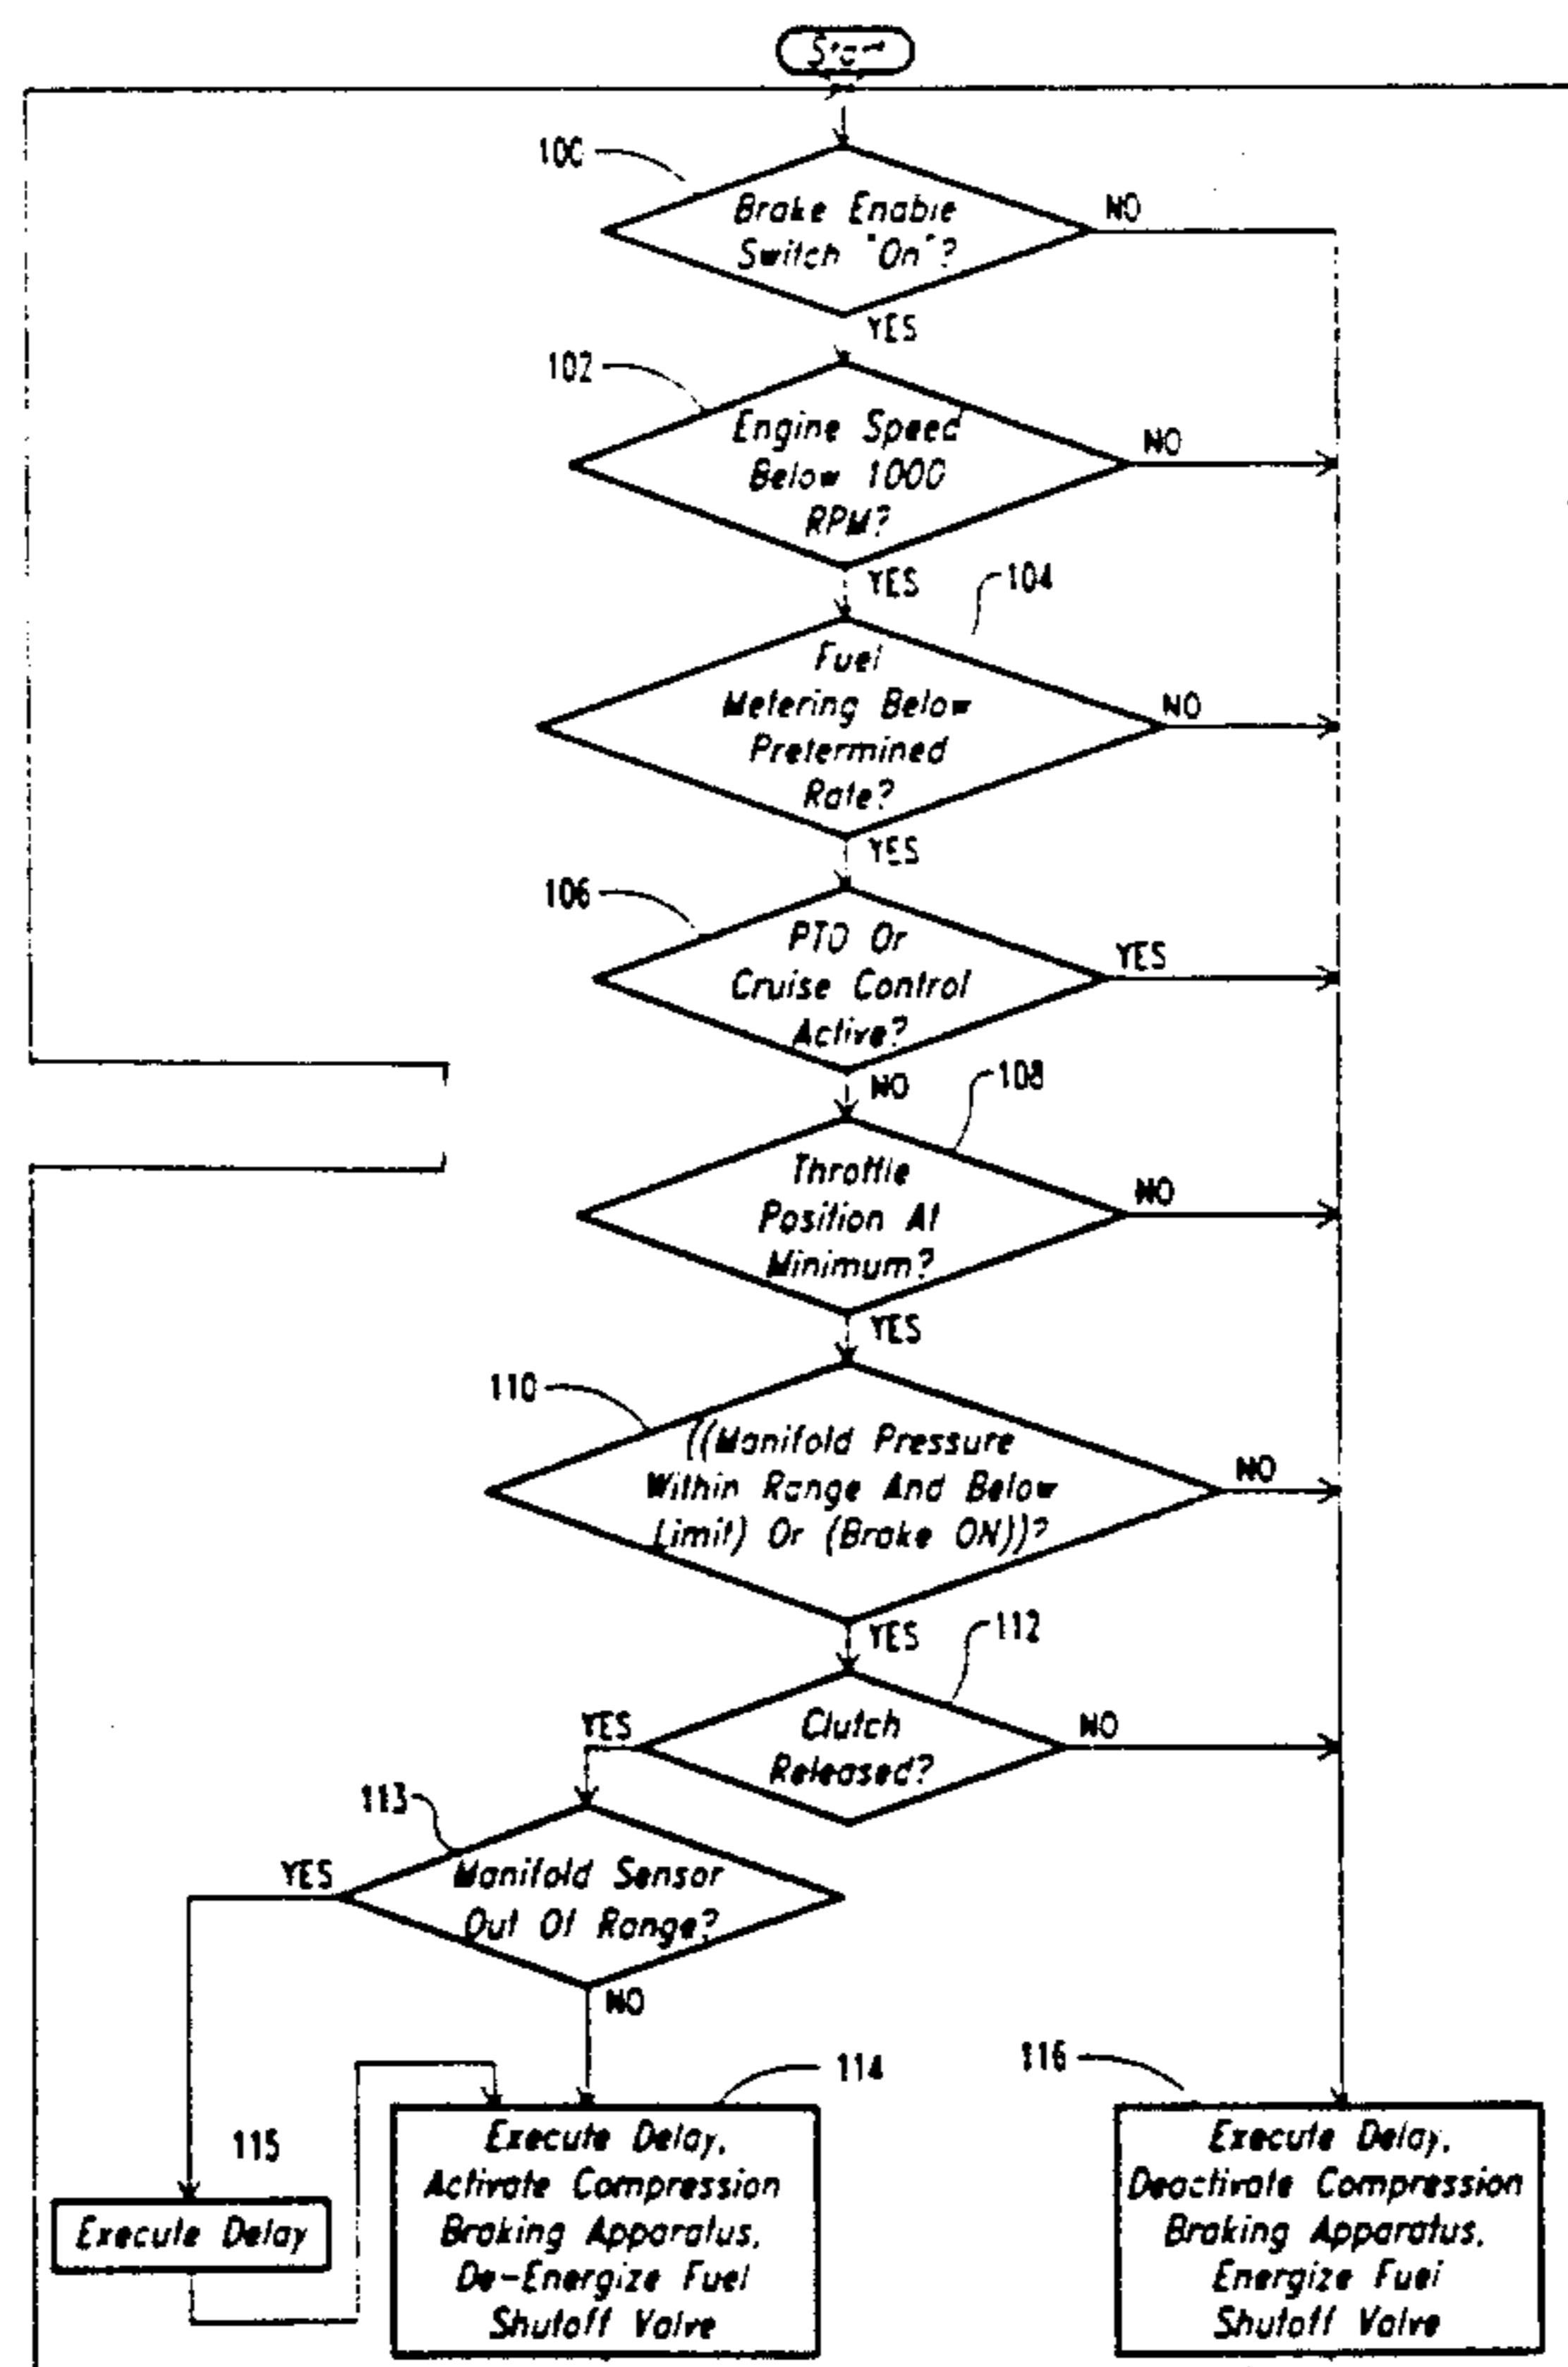 Start
100
Brake Enable
Switch "On"?
NO
YES
102
Engine Speed
Below 1000
RPM?
NO
YES
104
Fuel
Metering Below
Pretermined
Rate?
NO
YES
106
PTO Or
Cruise Control
Active?
YES
NO
108
Throttle
Position At
Minimum?
NO
YES
110
((Manifold Pressure
Within Range And Below
Limit) Or (Brake ON))?
NO
YES
112
Clutch
Released?
YES
NO
113
Manifold Sensor
Out Of Range?
YES
NO
114
Execute Delay,
Activate Compression
Braking Apparatus,
De-Energize Fuel
Shutoff Valve
115
Execute Delay
116
Execute Delay,
Deactivate Compression
Braking Apparatus,
Energize Fuel
Shutoff Valve